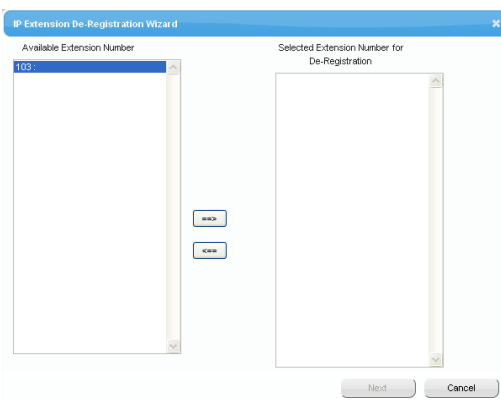 IP Extension De-Registration Wizard
Available Extension Number
Selected Extension Number for
De-Registration
103 :
==>
<==
Next
Cancel